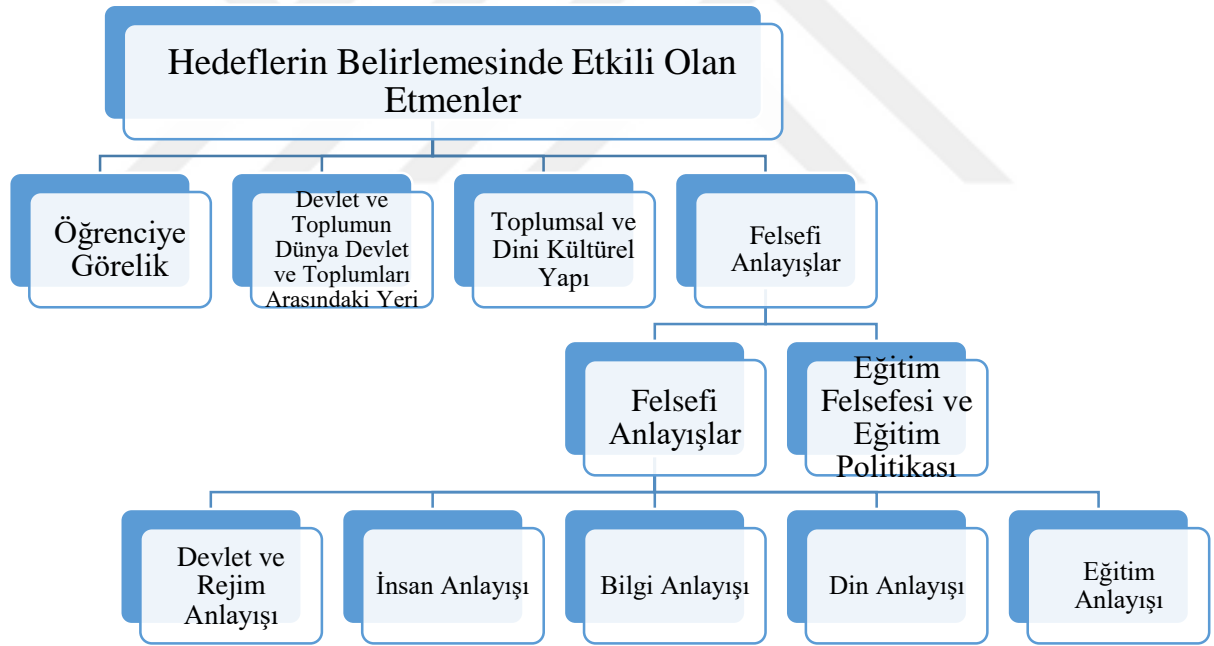 Hedeflerin Belirlemesinde Etkili Olan
Etmenler
Öğrenciye
Görelik
Devlet ve
Toplumun
Dünya Devlet
ve Toplumları
Arasındaki Yeri
Toplumsal ve
Dini Kültürel
Yapı
Felsefi
Anlayışlar
Felsefi
Anlayışlar
Eğitim
Felsefesi ve
Eğitim
Politikası
Devlet ve
Rejim
Anlayışı
İnsan Anlayışı
Bilgi Anlayışı
Din Anlayışı
Eğitim
Anlayışı